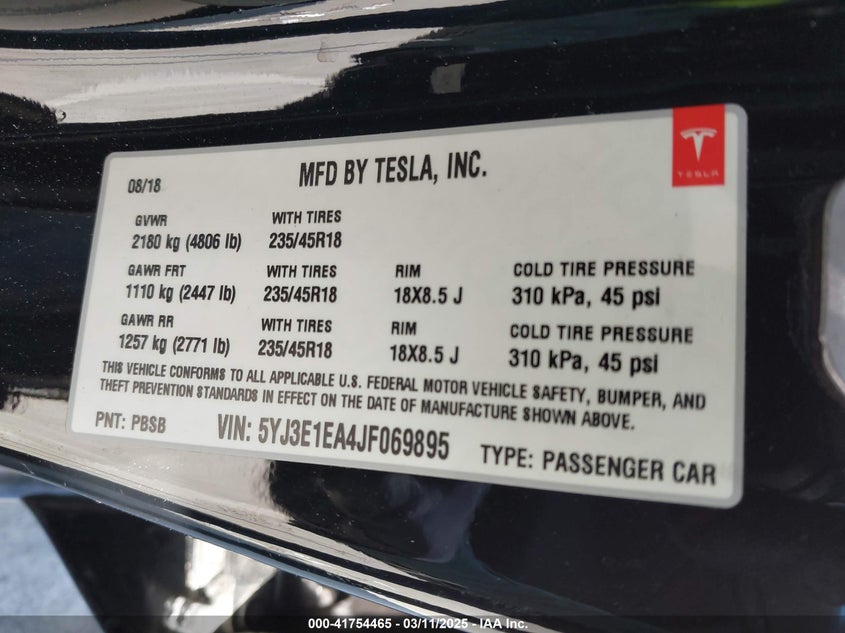 08/18
MFD BY TESLA, INC.
TESLA
GVWR WITH TIRES
2180 kg (4806 lb) 235/45R18
GAWR FRT WITH TIRES RIM COLD TIRE PRESSURE
1110 kg (2447 lb) 235/45R18 18X8.5 J 310 kPa, 45 psi
GAWR RR WITH TIRES RIM COLD TIRE PRESSURE
1257 kg (2771 lb) 235/45R18 18X8.5 J 310 kPa, 45 psi
THIS VEHICLE CONFORMS TO ALL APPLICABLE U.S. FEDERAL MOTOR VEHICLE SAFETY, BUMPER, AND
THEFT PREVENTION STANDARDS IN EFFECT ON THE DATE OF MANUFACTURE SHOWN ABOVE.
PNT: PBSB VIN: 5YJ3E1EA4JF069895 TYPE: PASSENGER CAR
000-41754465 - 03/11/2025 - IAA Inc.